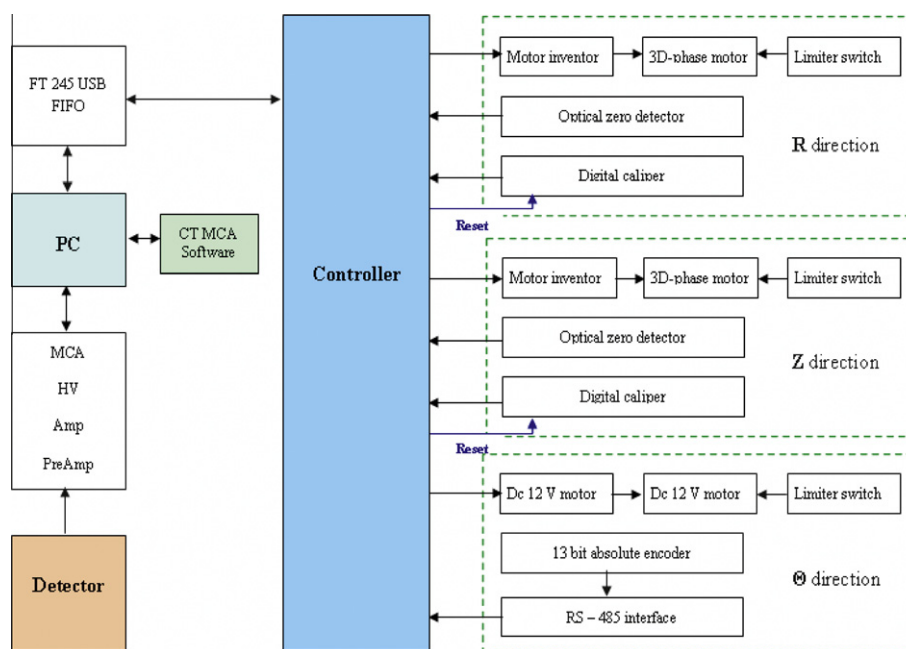 FT 245 USB
FIFO
PC
CT MCA
Software
MCA
HV
Amp
PreAmp
Detector
Controller
Motor inventor
3D-phase motor
Limiter switch
Optical zero detector
R direction
Digital caliper
Reset
Motor inventor
3D-phase motor
Limiter switch
Optical zero detector
Z direction
Digital caliper
Reset
Dc 12 V motor
Dc 12 V motor
Limiter switch
13 bit absolute encoder
Θ direction
RS – 485 interface